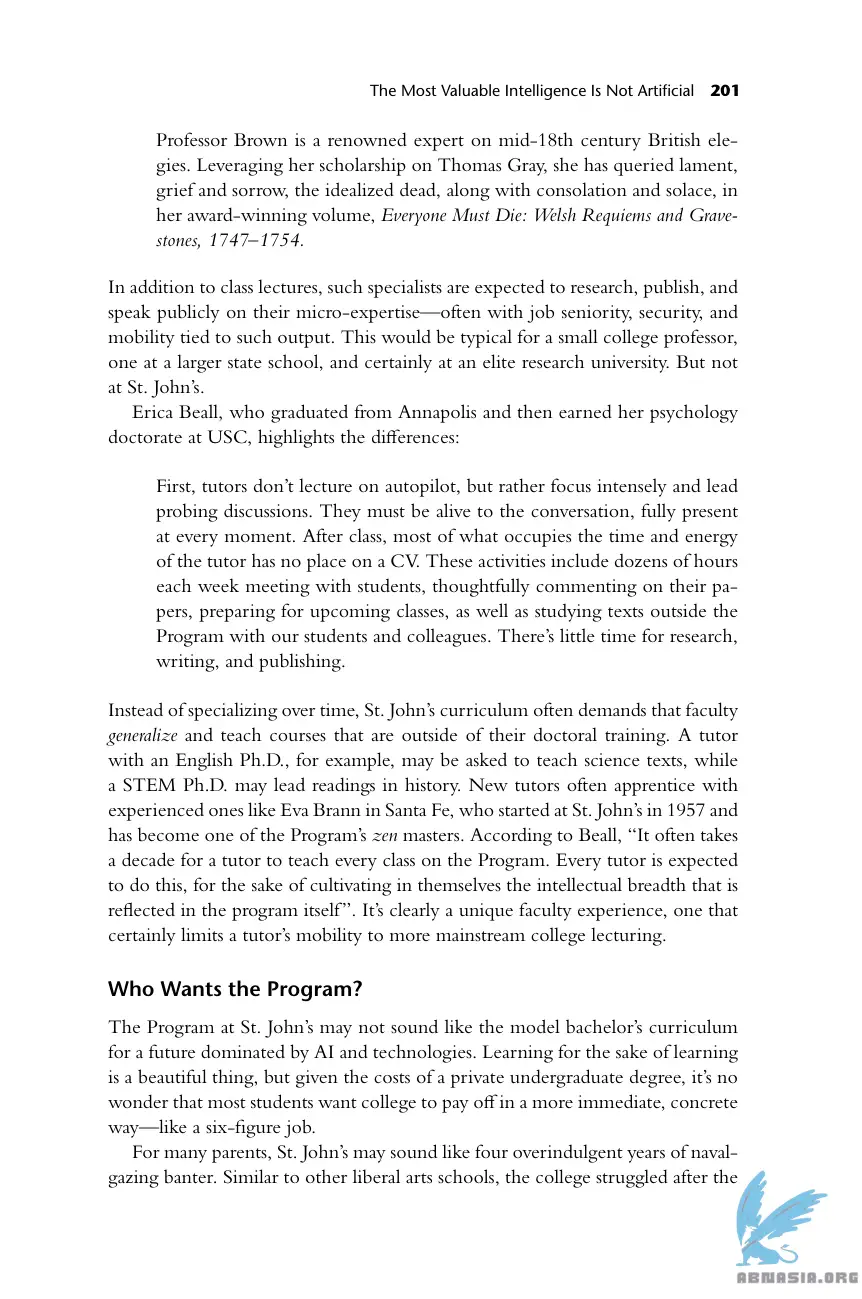 The Most Valuable Intelligence Is Not Artificial 201
Professor Brown is a renowned expert on mid-18th century British ele-
gies. Leveraging her scholarship on Thomas Gray, she has queried lament,
grief and sorrow, the idealized dead, along with consolation and solace, in
her award-winning volume, Everyone Must Die: Welsh Requiems and Grave-
stones, 1747–1754.
In addition to class lectures, such specialists are expected to research, publish, and
speak publicly on their micro-expertise—often with job seniority, security, and
mobility tied to such output. This would be typical for a small college professor,
one at a larger state school, and certainly at an elite research university. But not
at St. John’s.
Erica Beall, who graduated from Annapolis and then earned her psychology
doctorate at USC, highlights the differences:
First, tutors don’t lecture on autopilot, but rather focus intensely and lead
probing discussions. They must be alive to the conversation, fully present
at every moment. After class, most of what occupies the time and energy
of the tutor has no place on a CV. These activities include dozens of hours
each week meeting with students, thoughtfully commenting on their pa-
pers, preparing for upcoming classes, as well as studying texts outside the
Program with our students and colleagues. There’s little time for research,
writing, and publishing.
Instead of specializing over time, St. John’s curriculum often demands that faculty
generalize and teach courses that are outside of their doctoral training. A tutor
with an English Ph.D., for example, may be asked to teach science texts, while
a STEM Ph.D. may lead readings in history. New tutors often apprentice with
experienced ones like Eva Brann in Santa Fe, who started at St. John’s in 1957 and
has become one of the Program’s zen masters. According to Beall, “It often takes
a decade for a tutor to teach every class on the Program. Every tutor is expected
to do this, for the sake of cultivating in themselves the intellectual breadth that is
reflected in the program itself”. It’s clearly a unique faculty experience, one that
certainly limits a tutor’s mobility to more mainstream college lecturing.
Who Wants the Program?
The Program at St. John’s may not sound like the model bachelor’s curriculum
for a future dominated by AI and technologies. Learning for the sake of learning
is a beautiful thing, but given the costs of a private undergraduate degree, it’s no
wonder that most students want college to pay off in a more immediate, concrete
way—like a six-figure job.
For many parents, St. John’s may sound like four overindulgent years of naval-
gazing banter. Similar to other liberal arts schools, the college struggled after the
ABNASIA.ORG